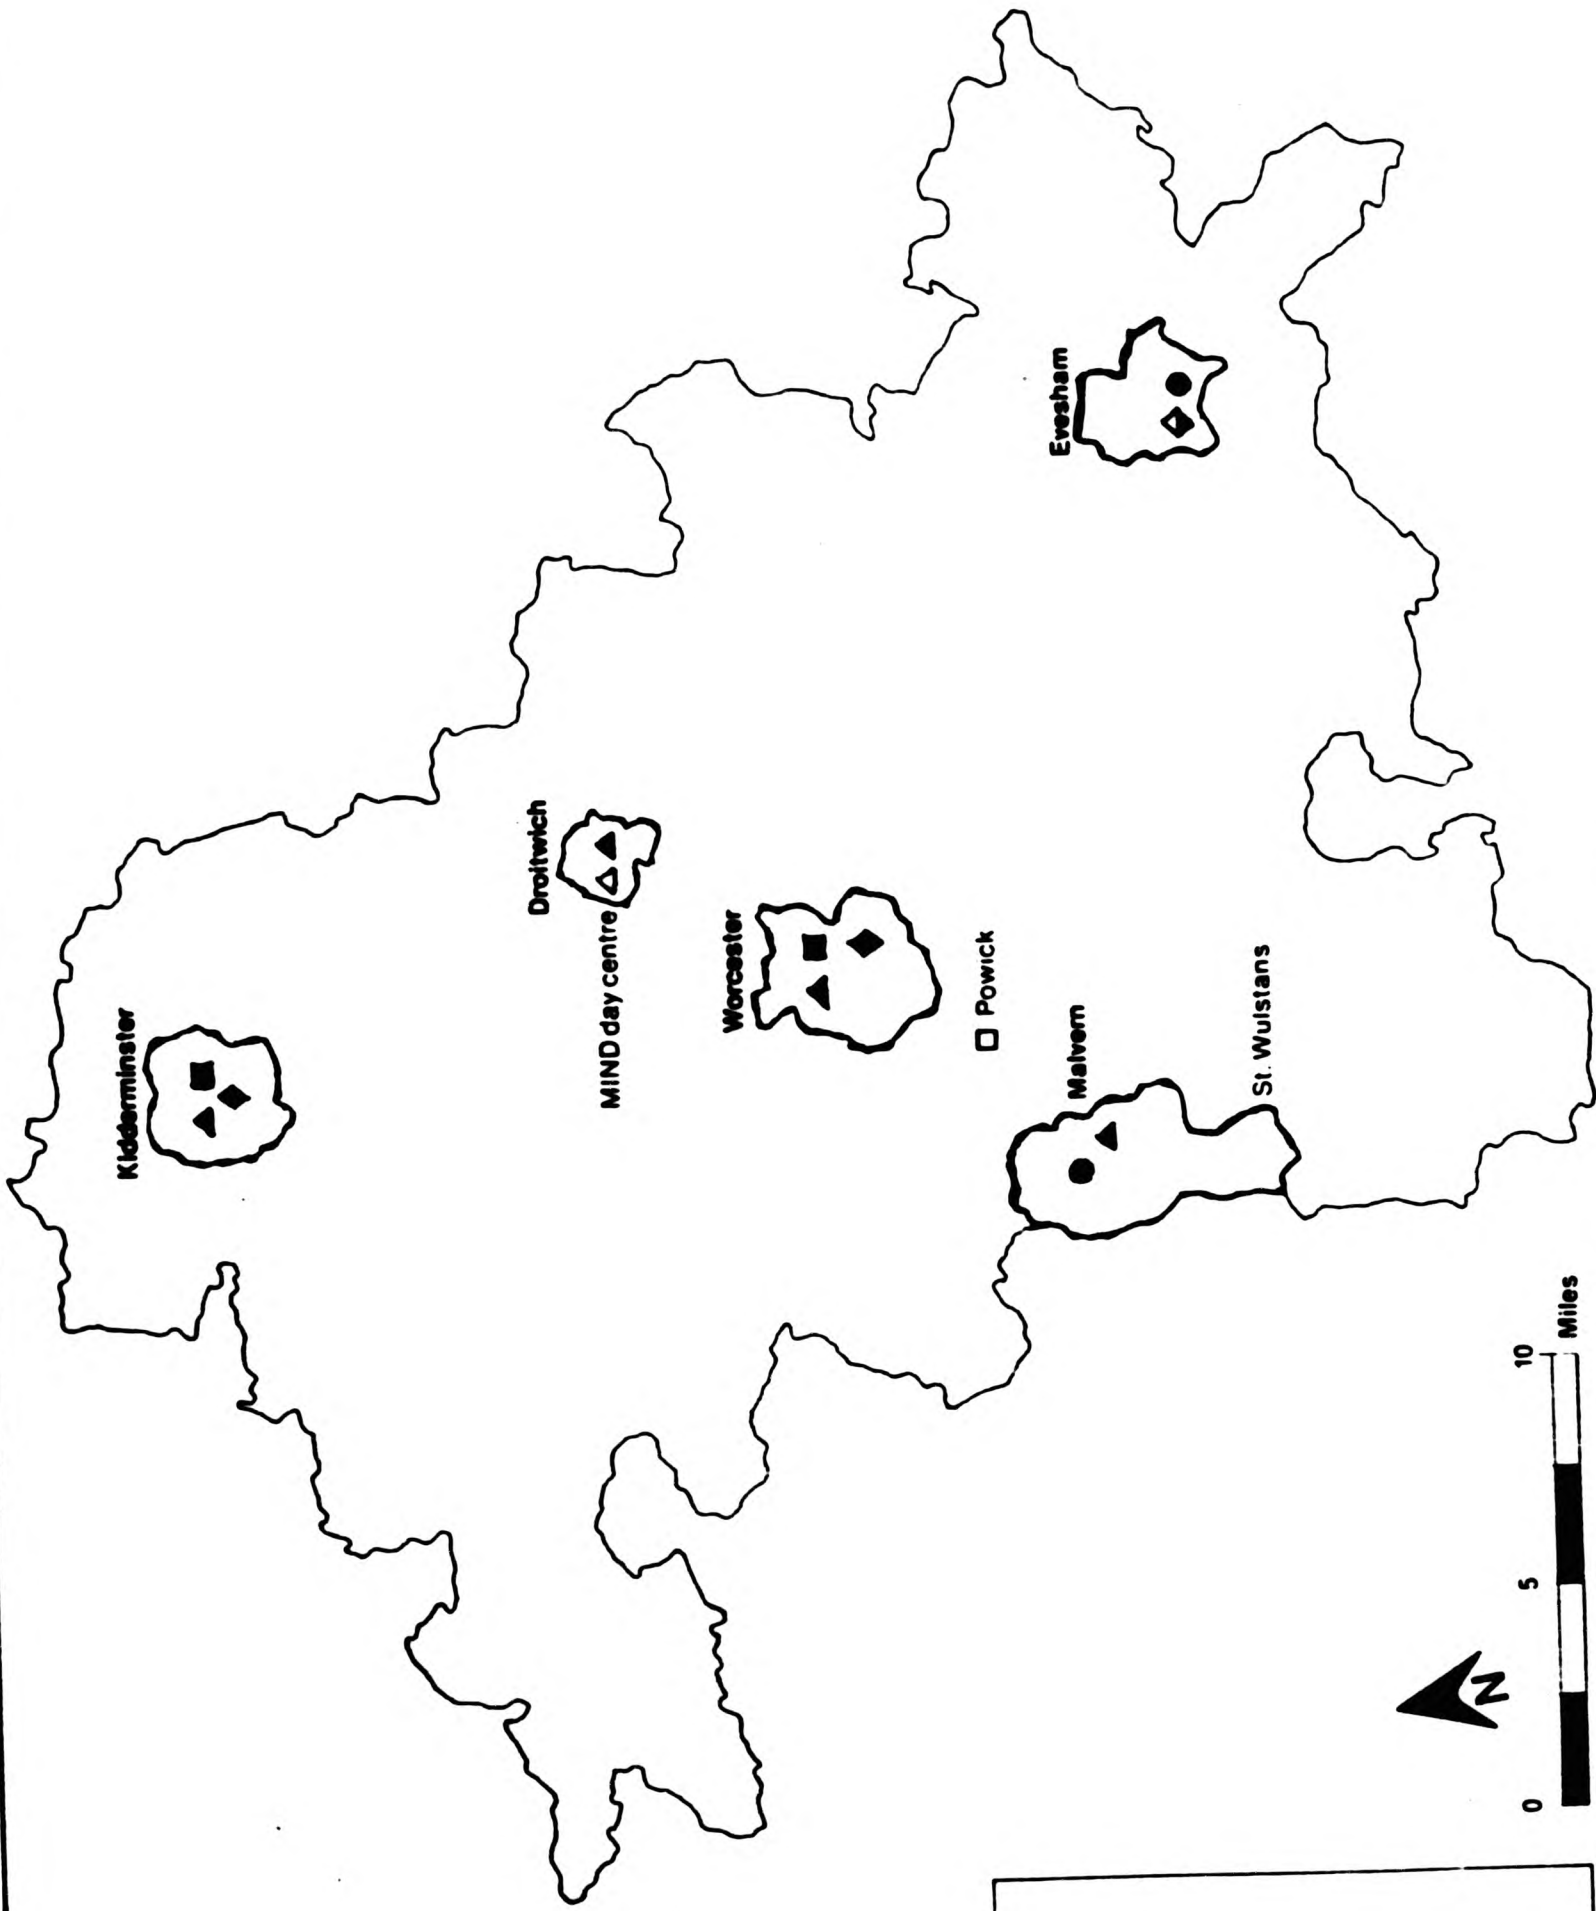 Kidderminster
Droitwich
MIND day centre
Worcester
Powick
Malvern
St. Wulstans
Evesham
N
0 5 10
Miles